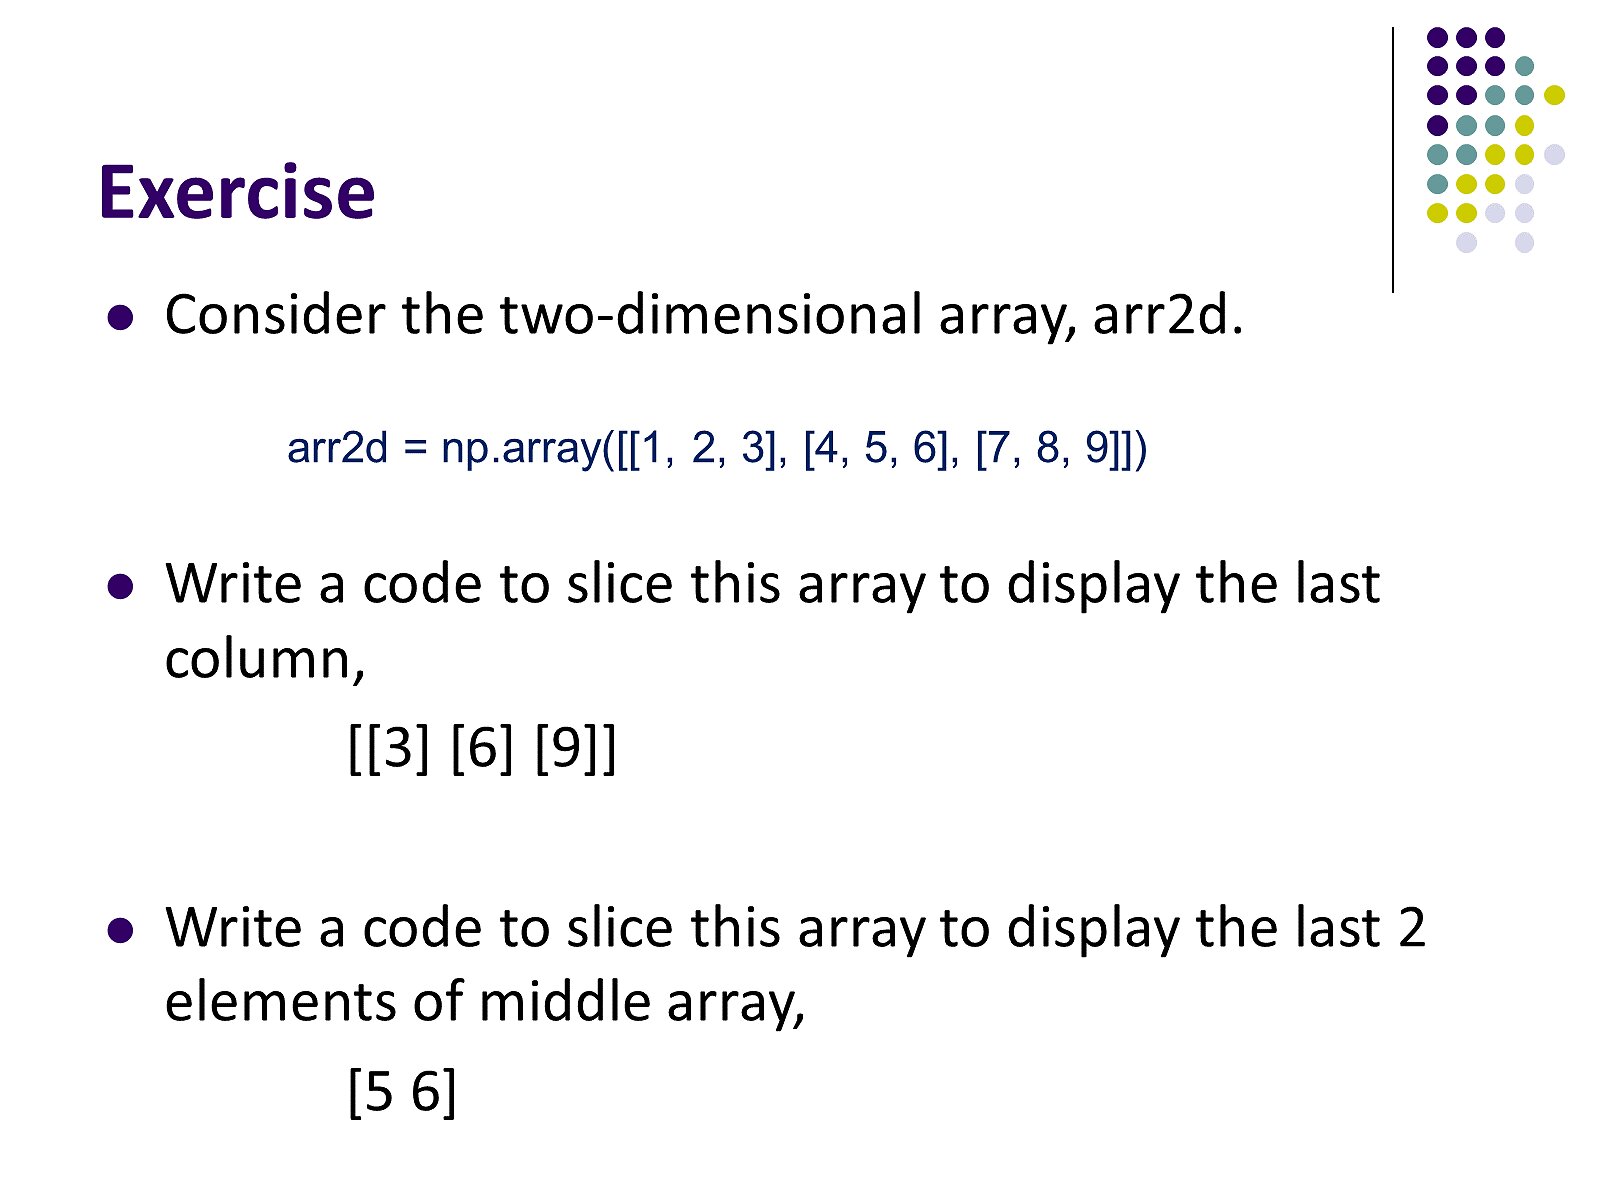 Exercise
Consider the two-dimensional array, arr2d.
arr2d = np.array([[1, 2, 3], [4, 5, 6], [7, 8, 9]])
Write a code to slice this array to display the last
column,
[[3] [6] [9]]
Write a code to slice this array to display the last 2
elements of middle array,
[5 6]